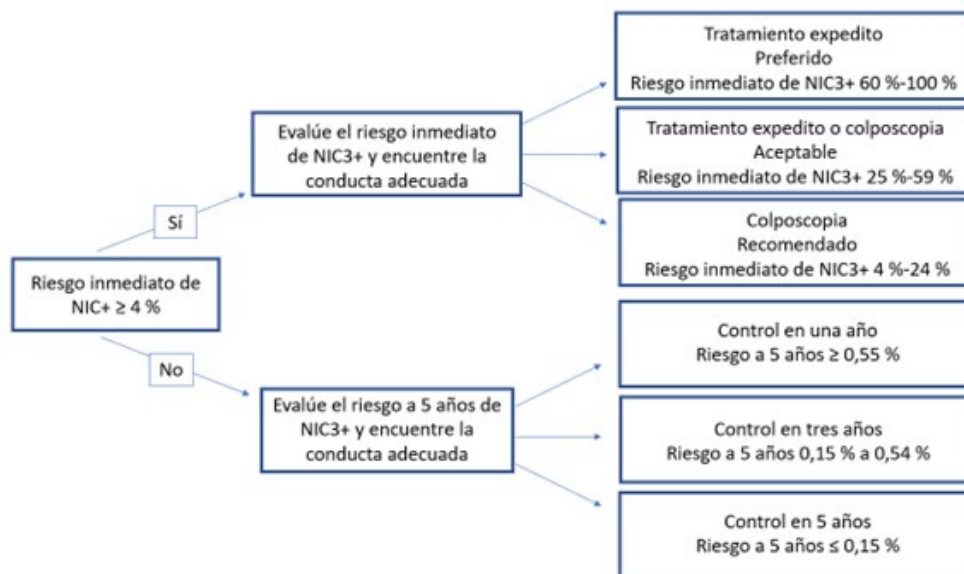 Riesgo inmediato de
NIC+ ≥ 4 %
Sí
No
Evalúe el riesgo inmediato
de NIC3+ y encuentre la
conducta adecuada
Tratamiento expedito
Preferido
Riesgo inmediato de NIC3+ 60 %-100 %
Tratamiento expedito o colposcopia
Aceptable
Riesgo inmediato de NIC3+ 25 %-59 %
Colposcopia
Recomendado
Riesgo inmediato de NIC3+ 4 %-24 %
Evalúe el riesgo a 5 años de
NIC3+ y encuentre la
conducta adecuada
Control en una año
Riesgo a 5 años ≥ 0,55 %
Control en tres años
Riesgo a 5 años 0,15 % a 0,54 %
Control en 5 años
Riesgo a 5 años ≤ 0,15 %